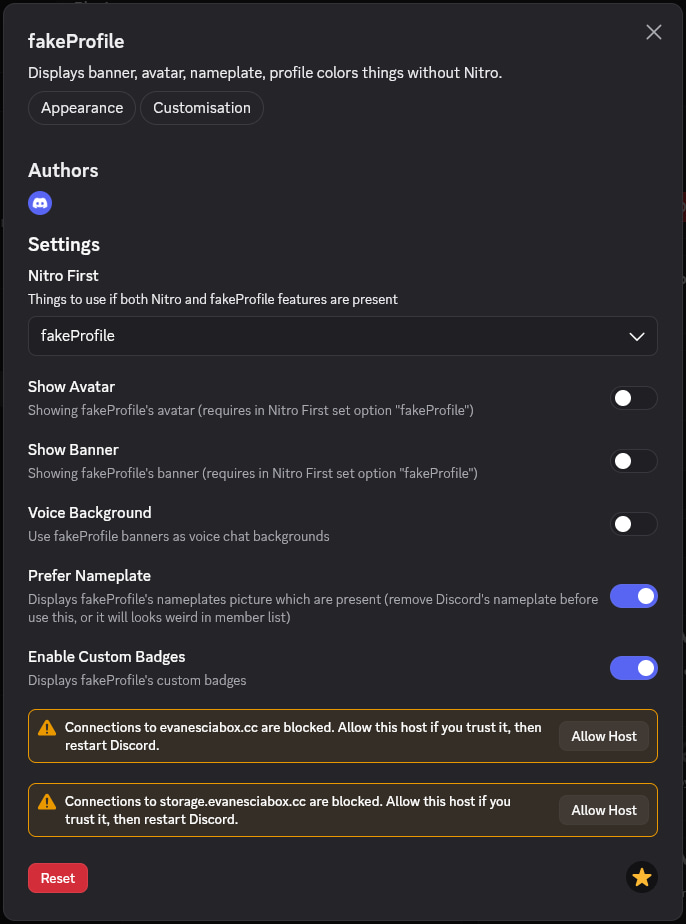 fakeProfile
Displays banner, avatar, nameplate, profile colors things without Nitro.
Appearance
Customisation
Authors
Settings
Nitro First
Things to use if both Nitro and fakeProfile features are present
fakeProfile
Show Avatar
Showing fakeProfile's avatar (requires in Nitro First set option "fakeProfile")
Show Banner
Showing fakeProfile's banner (requires in Nitro First set option "fakeProfile")
Voice Background
Use fakeProfile banners as voice chat backgrounds
Prefer Nameplate
Displays fakeProfile's nameplates picture which are present (remove Discord's nameplate before
use this, or it will looks weird in member list)
Enable Custom Badges
Displays fakeProfile's custom badges
Connections to evanesciabox.cc are blocked. Allow this host if you trust it, then
restart Discord.
Allow Host
Connections to storage.evanesciabox.cc are blocked. Allow this host if you
trust it, then restart Discord.
Allow Host
Reset